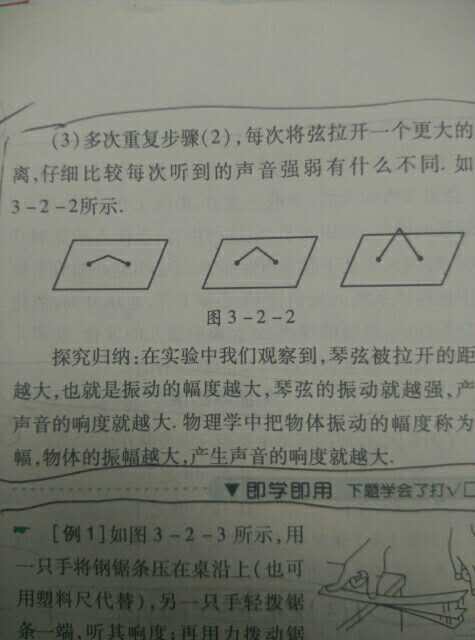 (3)多次重复步骤(2),每次将弦拉开一个更大的
离,仔细比较每次听到的声音强弱有什么不同.如
3-2-2所示.
图3-2-2
探究归纳:在实验中我们观察到,琴弦被拉开的距
越大,也就是振动的幅度越大,琴弦的振动就越强,产
声音的响度就越大.物理学中把物体振动的幅度称为
幅,物体的振幅越大,产生声音的响度就越大.
▼即学即用 下题学会了打√□
[例1]如图3-2-3所示,用
一只手将钢锯条压在桌沿上(也可
用塑料尺代替),另一只手轻拨锯
条一端,听其响度;再用力拨动锯